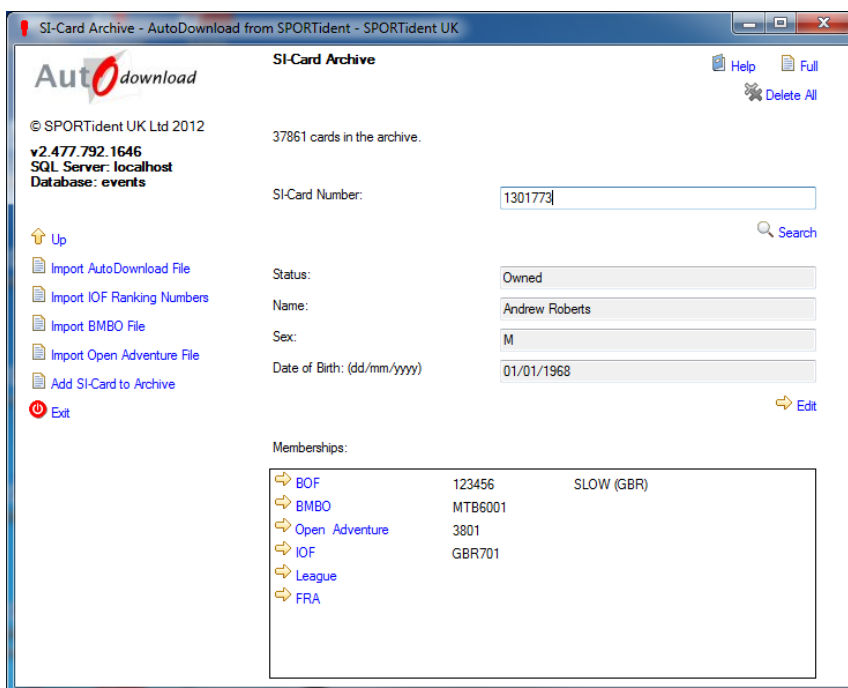 SI-Card Archive - AutoDownload from SPORTident - SPORTident UK
AutOdownload
SI-Card Archive
Help Full
Delete All
© SPORTident UK Ltd 2012
v2.477.792.1646
SQL Server: localhost
Database: events
37861 cards in the archive.
SI-Card Number: 1301773
Search
Up
Import AutoDownload File
Import IOF Ranking Numbers
Import BMBO File
Import Open Adventure File
Add SI-Card to Archive
Exit
Status: Owned
Name: Andrew Roberts
Sex: M
Date of Birth: (dd/mm/yyyy) 01/01/1968
Edit
Memberships:
BOF 123456 SLOW (GBR)
BMBO MTB6001
Open Adventure 3801
IOF GBR701
League
FRA